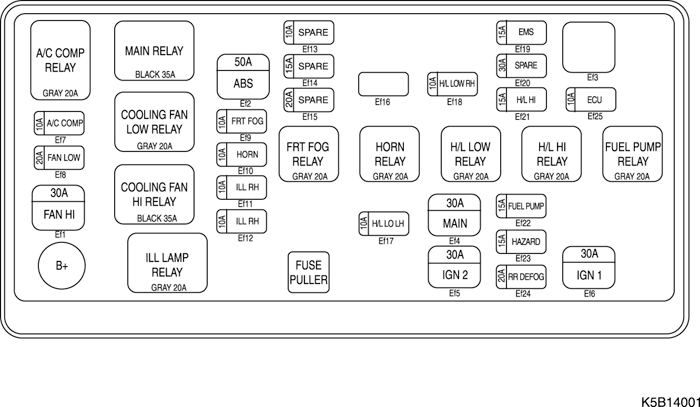 A/C COMP
RELAY
GRAY 20A
10A
A/C COMP
Ef7
20A
FAN LOW
Ef8
30A
FAN HI
Ef1
B+
MAIN RELAY
BLACK 35A
COOLING FAN
LOW RELAY
GRAY 20A
COOLING FAN
HI RELAY
BLACK 35A
ILL LAMP
RELAY
GRAY 20A
50A
ABS
Ef2
10A
FRT FOG
Ef9
10A
HORN
Ef10
10A
ILL RH
Ef11
10A
ILL RH
Ef12
10A
SPARE
Ef13
15A
SPARE
Ef14
20A
SPARE
Ef15
FRT FOG
RELAY
GRAY 20A
FUSE
PULLER
Ef16
HORN
RELAY
GRAY 20A
10A
H/L LO LH
Ef17
10A
H/L LOW RH
Ef18
H/L LOW
RELAY
GRAY 20A
30A
MAIN
Ef4
30A
IGN 2
Ef5
15A
EMS
Ef19
30A
SPARE
Ef20
15A
H/L HI
Ef21
H/L HI
RELAY
GRAY 20A
15A
FUEL PUMP
Ef22
15A
HAZARD
Ef23
20A
RR DEFOG
Ef24
Ef3
10A
ECU
Ef25
FUEL PUMP
RELAY
GRAY 20A
30A
IGN 1
Ef6
K5B14001